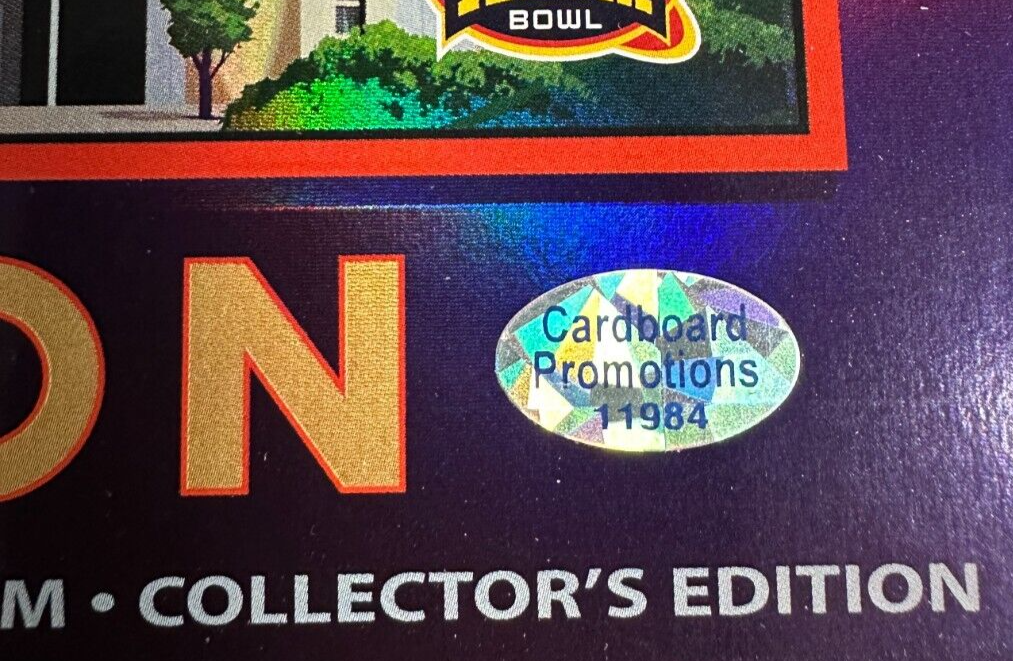 BOWL
ON
Cardboard
Promotions
11984
M • COLLECTOR'S EDITION